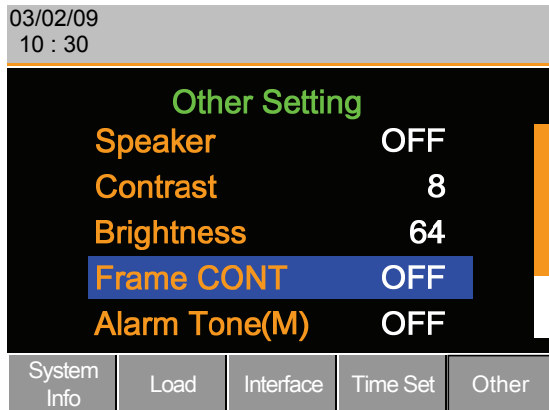 03/02/09
10 : 30
Other Setting
Speaker OFF
Contrast 8
Brightness 64
Frame CONT OFF
Alarm Tone(M) OFF
System Info
Load
Interface
Time Set
Other